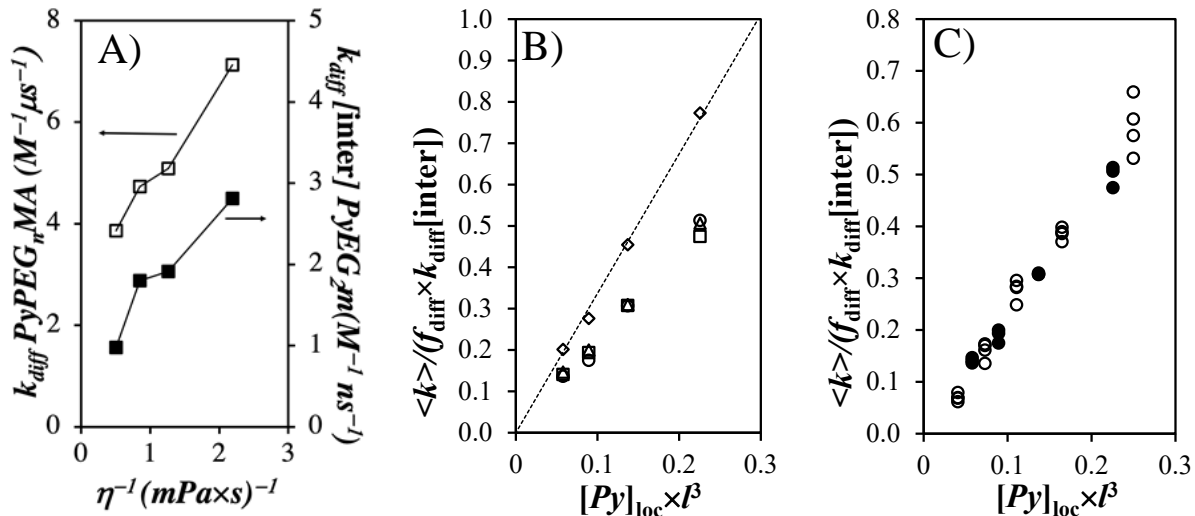 A)
k_diff PyPEG_nMA (M⁻¹μs⁻¹)
8
6
4
2
0
5
4
3
2
1
0
k_diff [inter] PyEG_2m(M⁻¹ ns⁻¹)
0 1 2 3
η⁻¹ (mPa×s)⁻¹
B)
<k>/(f_diff×k_diff[inter])
1.0
0.9
0.8
0.7
0.6
0.5
0.4
0.3
0.2
0.1
0.0
0 0.1 0.2 0.3
[Py]_loc×l³
C)
<k>/(f_diff×k_diff[inter])
0.8
0.7
0.6
0.5
0.4
0.3
0.2
0.1
0.0
0 0.1 0.2 0.3
[Py]_loc×l³